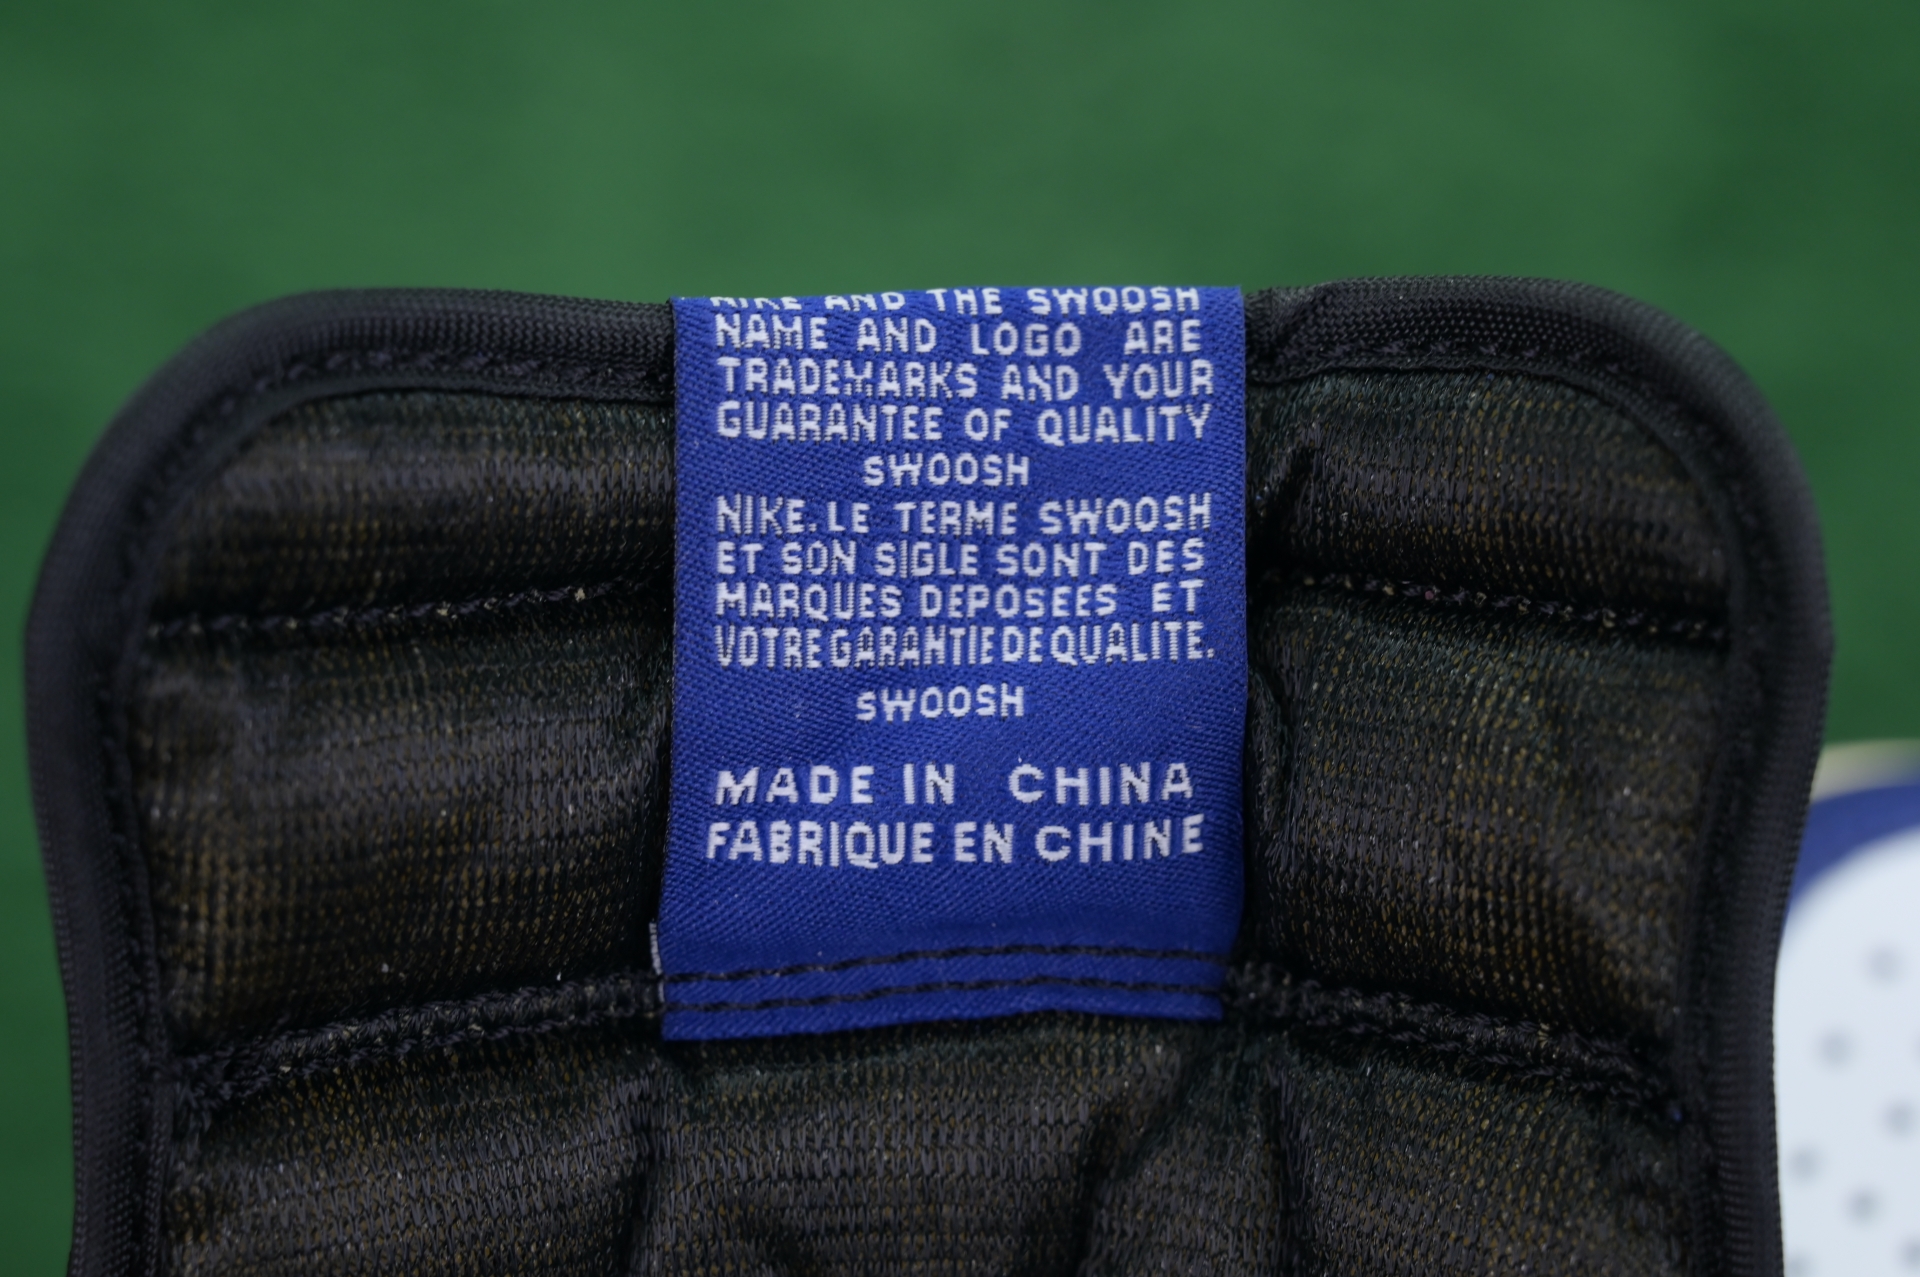 NIKE AND THE SWOOSH
NAME AND LOGO ARE
TRADEMARKS AND YOUR
GUARANTEE OF QUALITY
SWOOSH
NIKE. LE TERME SWOOSH
ET SON SIGLE SONT DES
MARQUES DEPOSEES ET
VOTRE GARANTIE DE QUALITE.
SWOOSH
MADE IN CHINA
FABRIQUE EN CHINE